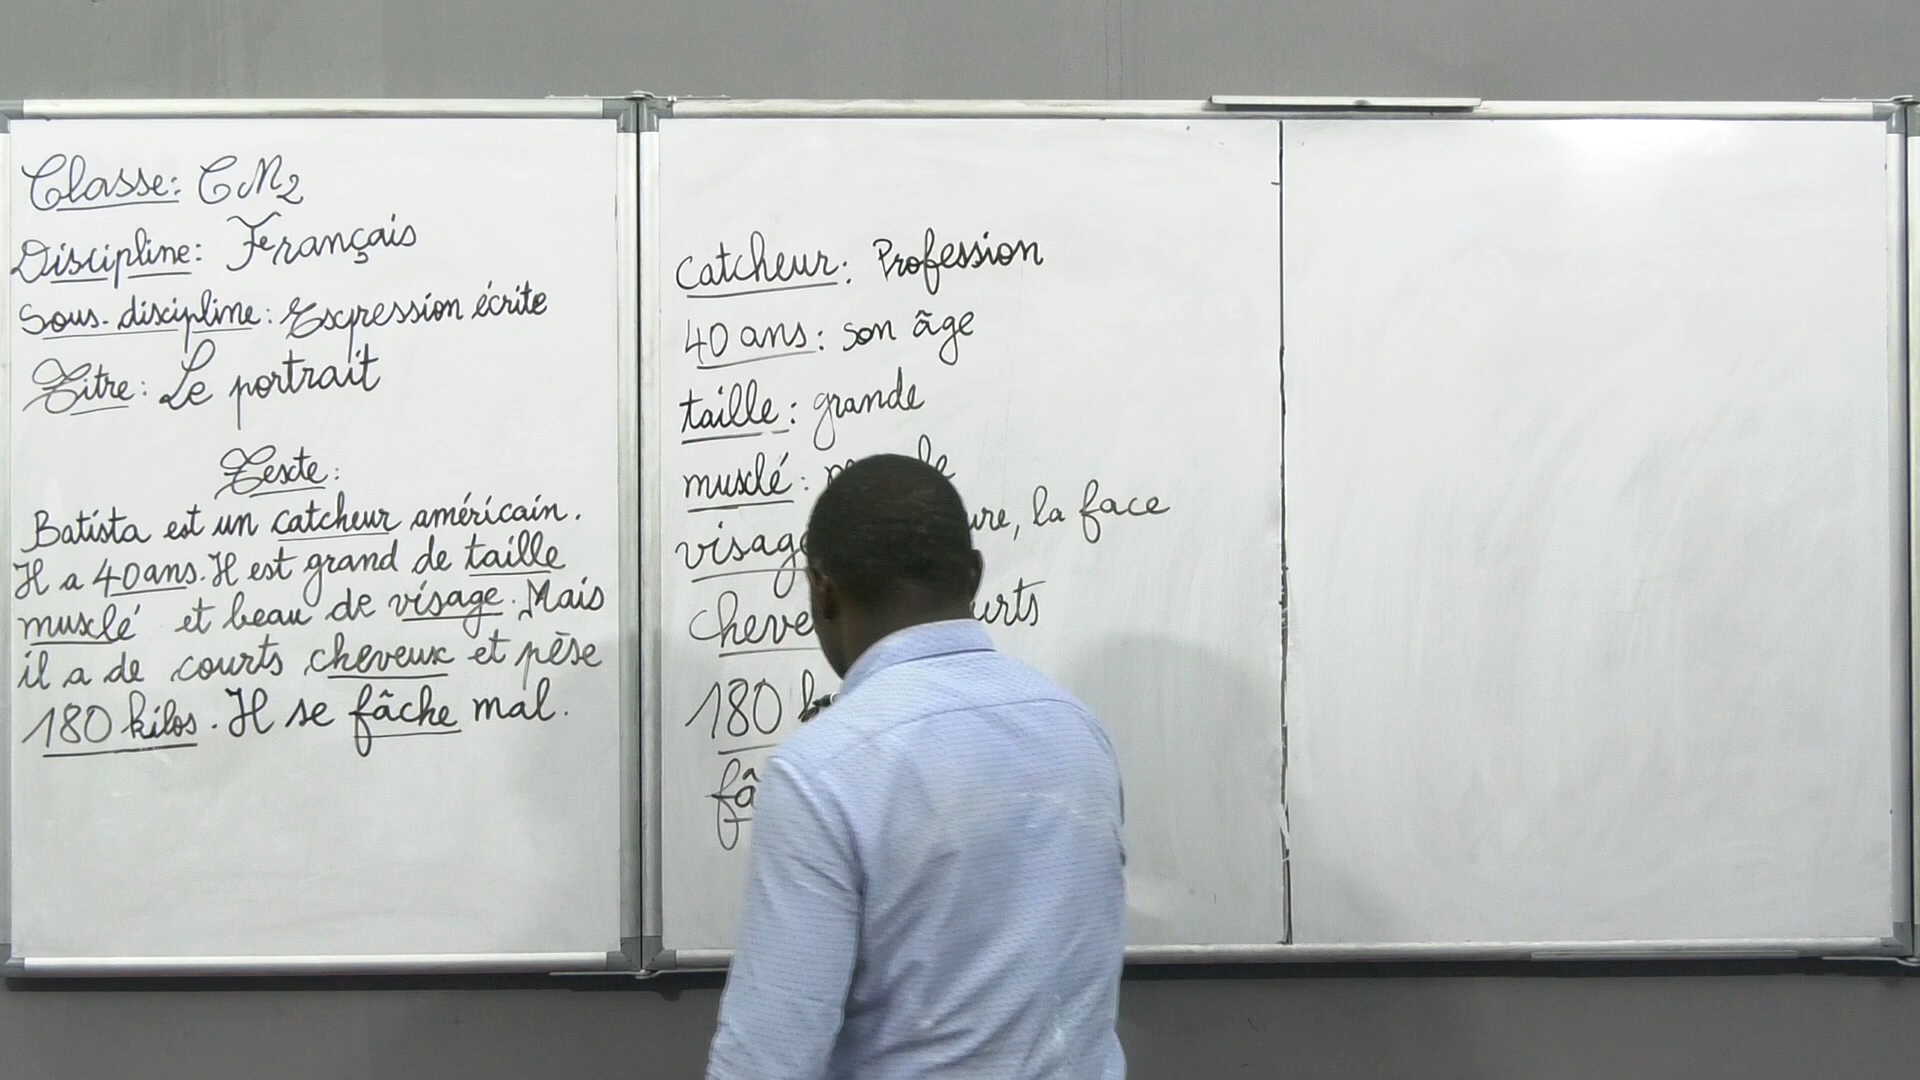 Classe: CM2
Discipline: Français
Sous-discipline: Expression écrite
Titre: Le portrait
Texte:
Batista est un catcheur américain.
Il a 40 ans. Il est grand de taille
musclé et beau de visage. Mais
il a de courts cheveux et pèse
180 kilos. Il se fâche mal.
Catcheur: Profession
40 ans: son âge
taille: grande
musclé:
visage la face
180